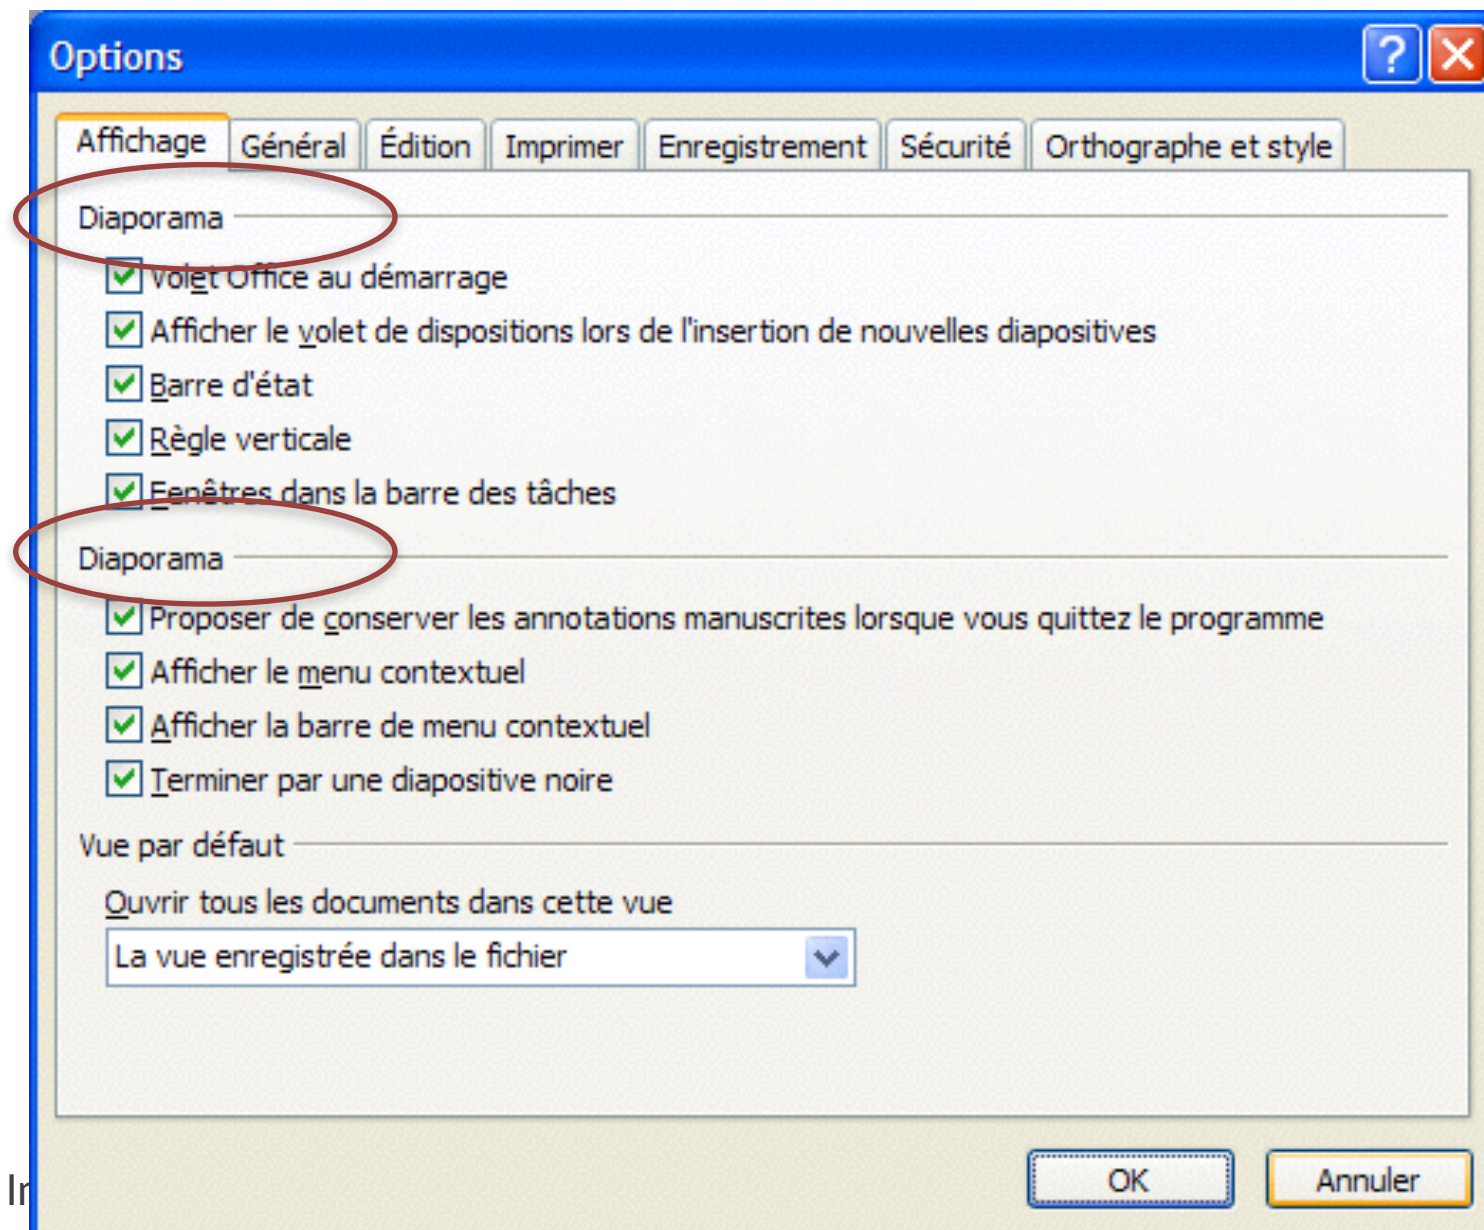 Options
Affichage Général Édition Imprimer Enregistrement Sécurité Orthographe et style
Diaporama
Volet Office au démarrage
Afficher le volet de dispositions lors de l'insertion de nouvelles diapositives
Barre d'état
Règle verticale
Fenêtres dans la barre des tâches
Diaporama
Proposer de conserver les annotations manuscrites lorsque vous quittez le programme
Afficher le menu contextuel
Afficher la barre de menu contextuel
Terminer par une diapositive noire
Vue par défaut
Ouvrir tous les documents dans cette vue
La vue enregistrée dans le fichier
OK Annuler